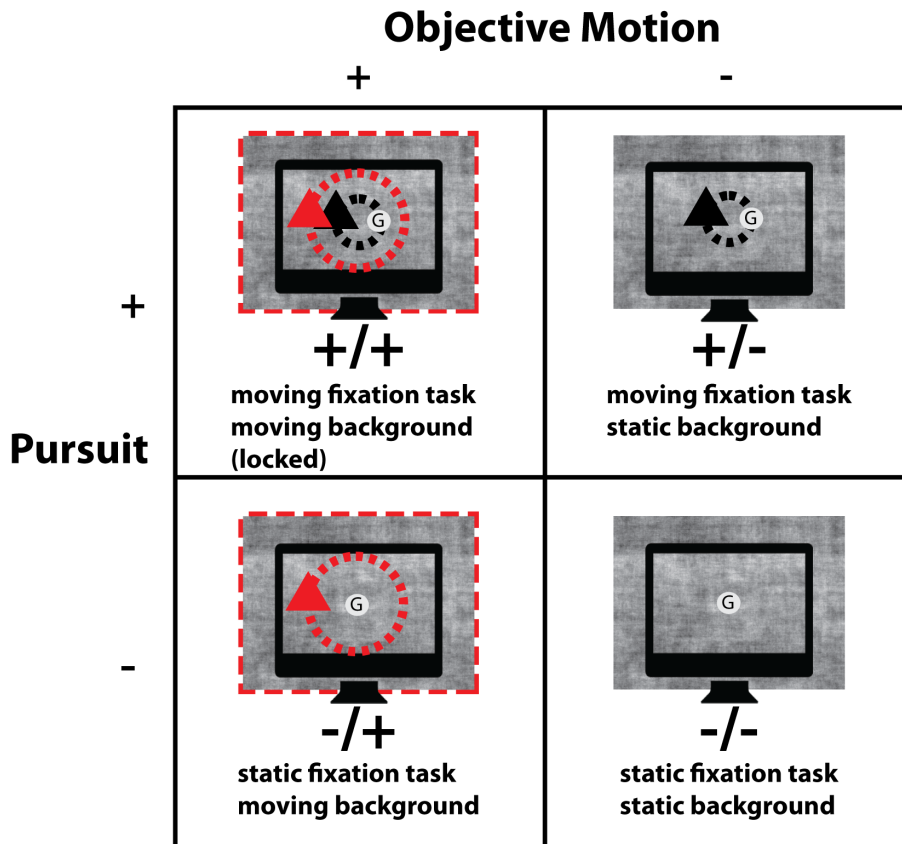 Objective Motion
+ -
G
G
+
+/+
+/-
moving fixation task
moving background
(locked)
moving fixation task
static background
Pursuit
G
G
-
-/+
-/-
static fixation task
moving background
static fixation task
static background